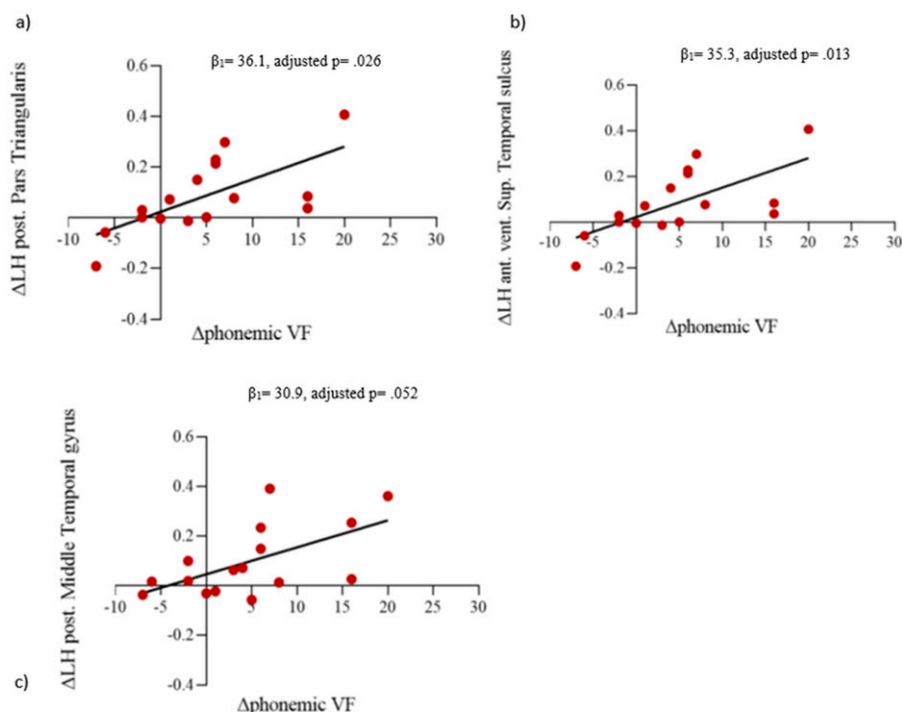 a)
β₁= 36.1, adjusted p= .026
ΔLH post. Pars Triangularis
0.6
0.4
0.2
-10 -5 5 10 15 20 25 30
-0.2
-0.4
Δphonemic VF
b)
β₁= 35.3, adjusted p= .013
ΔLH ant. vent. Sup. Temporal sulcus
0.6
0.4
0.2
-10 -5 5 10 15 20 25 30
-0.2
-0.4
Δphonemic VF
β₁= 30.9, adjusted p= .052
ΔLH post. Middle Temporal gyrus
0.6
0.4
0.2
-10 -5 5 10 15 20 25 30
-0.2
-0.4
c)
Δphonemic VF